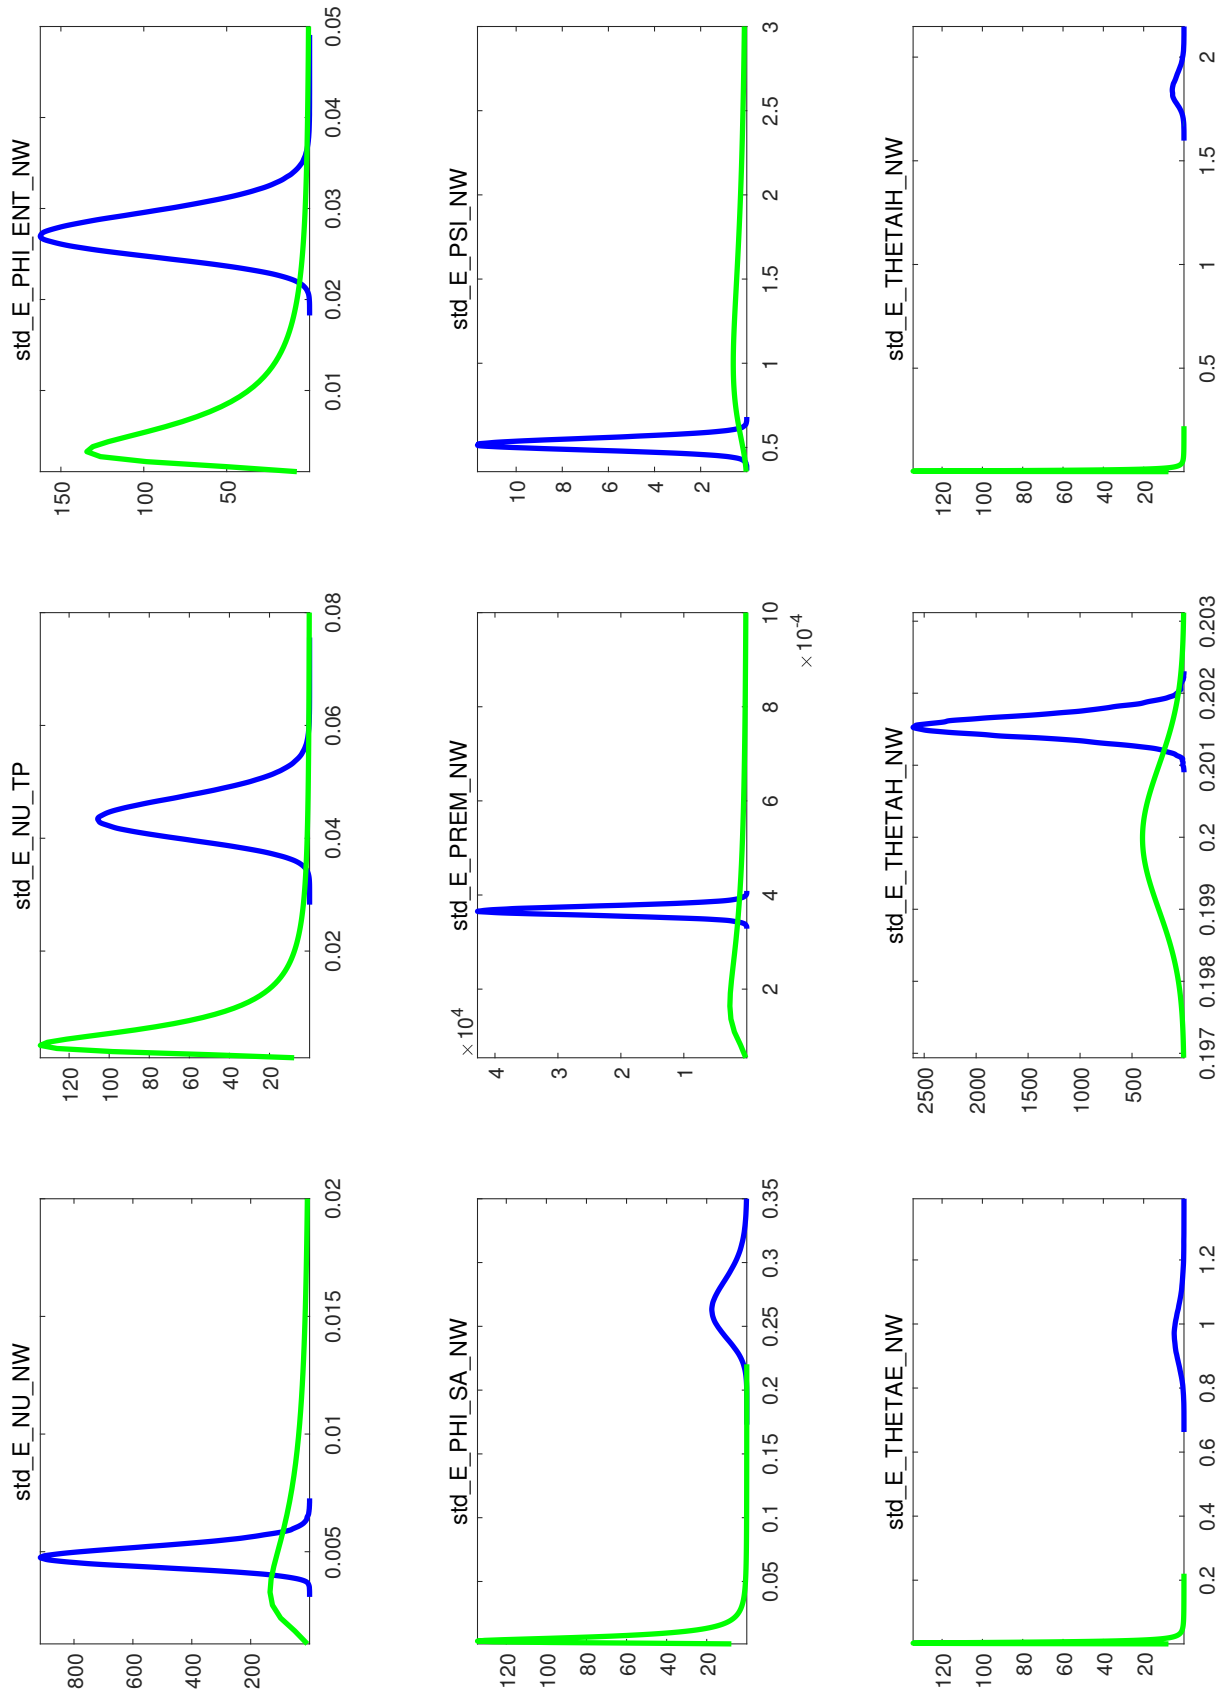 std_E_NU_NW
800
600
400
200
0.005 0.01 0.015 0.02
std_E_NU_TP
120
100
80
60
40
20
0.02 0.04 0.06 0.08
std_E_PHI_ENT_NW
150
100
50
0.01 0.02 0.03 0.04 0.05
std_E_PHI_SA_NW
120
100
80
60
40
20
0.05 0.1 0.15 0.2 0.25 0.3 0.35
× 10^4
std_E_PREM_NW
4
3
2
1
2 4 6 8 10
× 10^-4
std_E_PSI_NW
10
8
6
4
2
0.5 1 1.5 2 2.5 3
std_E_THETAE_NW
120
100
80
60
40
20
0.2 0.4 0.6 0.8 1 1.2
std_E_THETAH_NW
2500
2000
1500
1000
500
0.197 0.198 0.199 0.2 0.201 0.202 0.203
std_E_THETAIH_NW
120
100
80
60
40
20
0.5 1 1.5 2